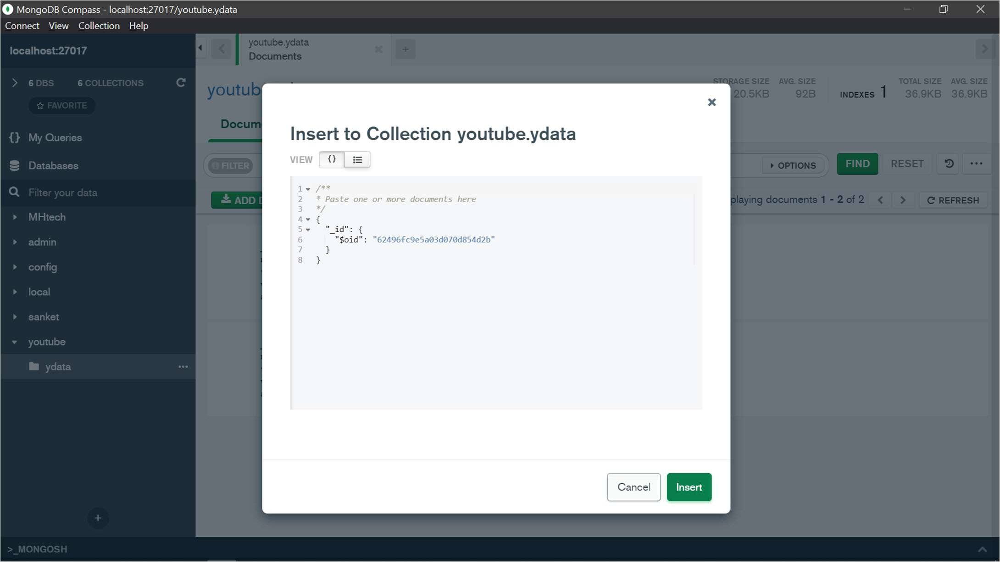 MongoDB Compass - localhost:27017/youtube.ydata
Connect View Collection Help
localhost:27017
6 DBS 6 COLLECTIONS
FAVORITE
{} My Queries
Databases
Filter your data
MHtech
admin
config
local
sanket
youtube
ydata
youtube.ydata
Documents
STORAGE SIZE AVG. SIZE
20.5KB 92B
INDEXES 1
TOTAL SIZE AVG. SIZE
36.9KB 36.9KB
FILTER
OPTIONS
FIND
RESET
ADD
documents 1 - 2 of 2
REFRESH
Insert to Collection youtube.ydata
VIEW {}
1 /**
2 * Paste one or more documents here
3 */
4 {
5 "_id": {
6 "$oid": "62496fc9e5a03d070d854d2b"
7 }
8 }
Cancel
Insert
>_MONGOSH